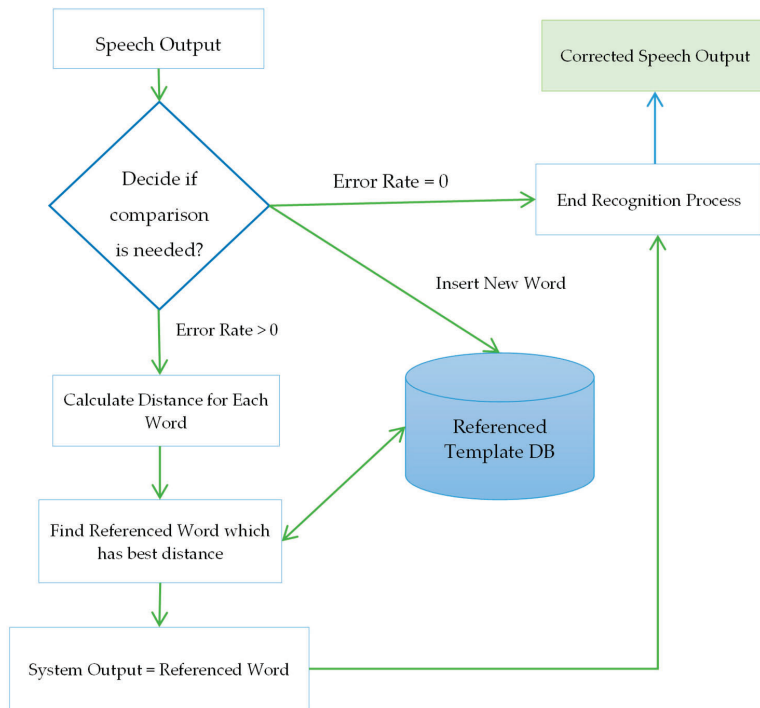 Speech Output
Corrected Speech Output
Decide if
comparison
is needed?
Error Rate = 0
End Recognition Process
Insert New Word
Error Rate > 0
Calculate Distance for Each
Word
Referenced
Template DB
Find Referenced Word which
has best distance
System Output = Referenced Word